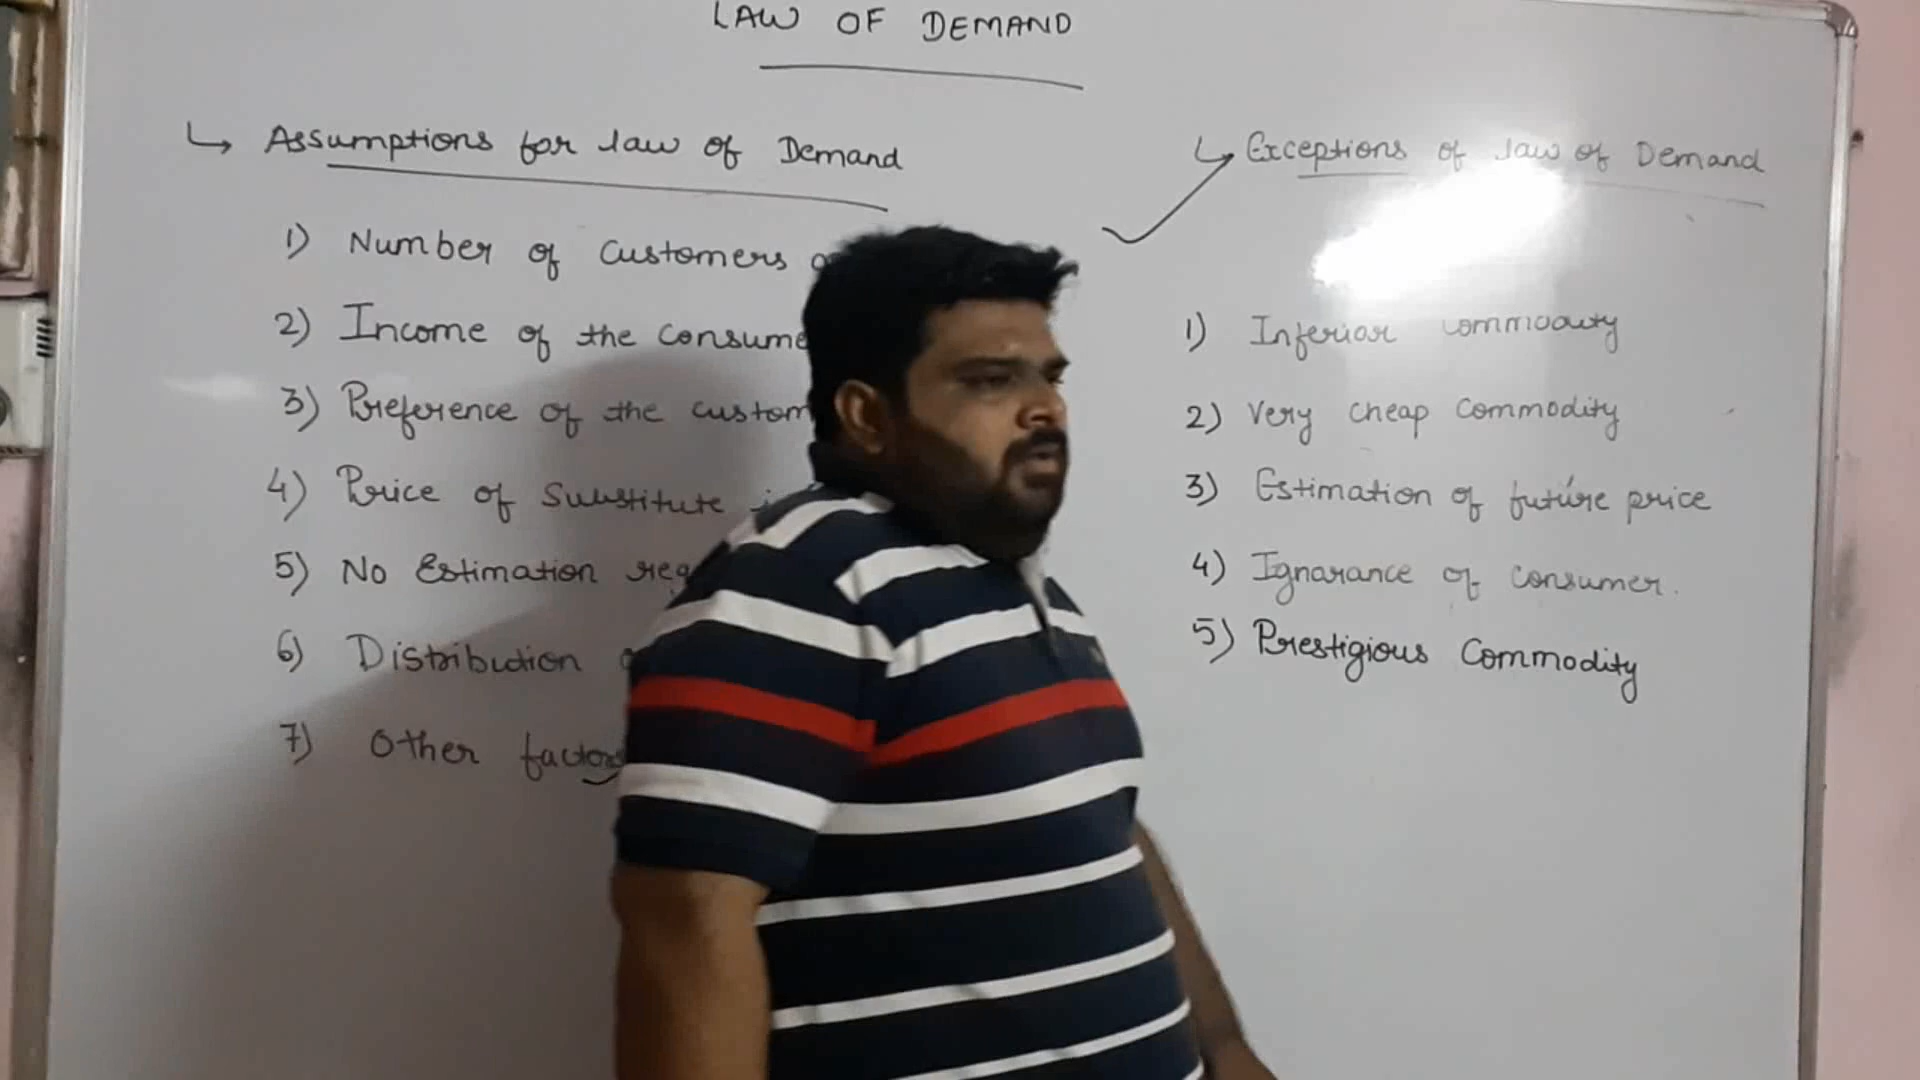 LAW OF DEMAND
Assumptions for law of Demand
1) Number of Customers
2) Income of the
3) Preference of the
4) Price of Substitute
5) No Estimation
6) Distribution
7) Other factors
Exceptions of law of Demand
1) Inferior commodity
2) Very cheap commodity
3) Estimation of future price
4) Ignarance of consumer.
5) Prestigious Commodity